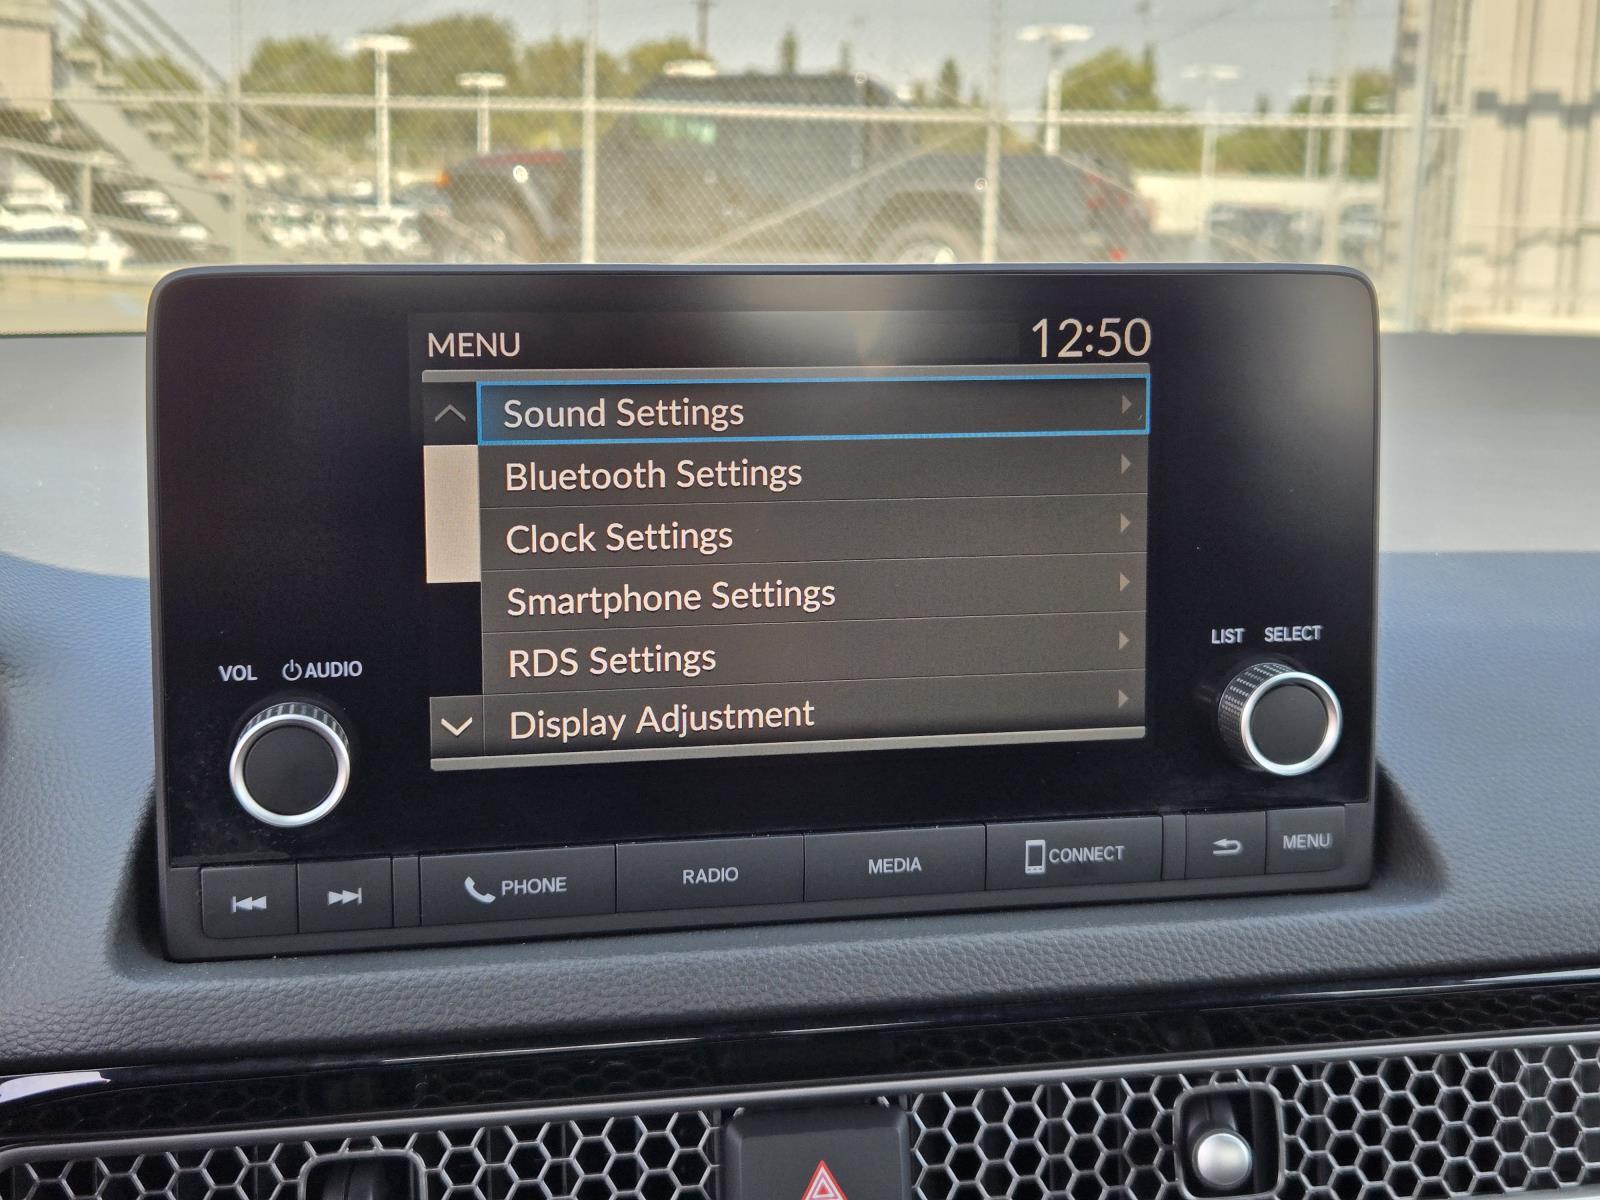 MENU 12:50
Sound Settings
Bluetooth Settings
Clock Settings
Smartphone Settings
RDS Settings
Display Adjustment
VOL AUDIO
LIST SELECT
PHONE RADIO MEDIA CONNECT MENU